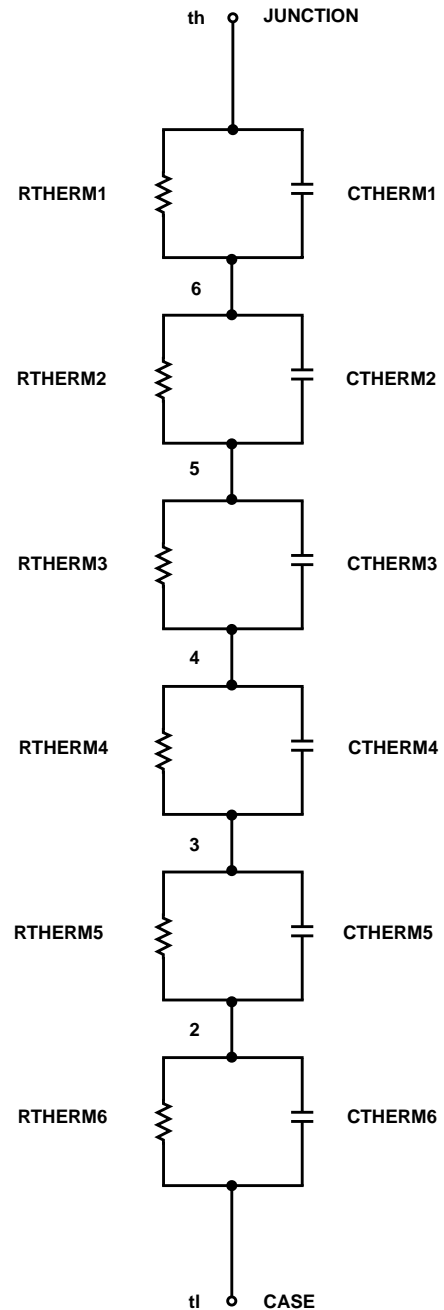 th JUNCTION
RTHERM1 CTHERM1
6
RTHERM2 CTHERM2
5
RTHERM3 CTHERM3
4
RTHERM4 CTHERM4
3
RTHERM5 CTHERM5
2
RTHERM6 CTHERM6
tl CASE